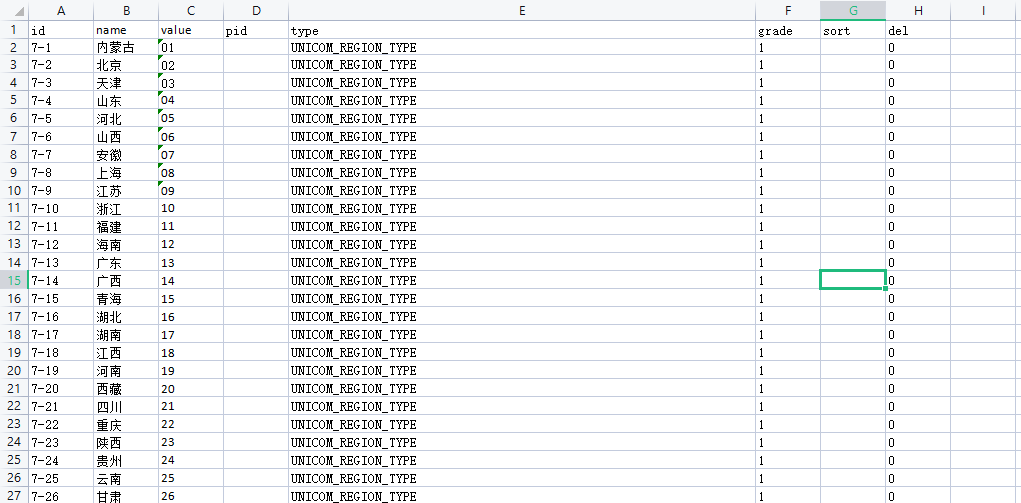 A B C D E F G H I
1 id name value pid type grade sort del
2 7-1 内蒙古 01 UNICOM_REGION_TYPE 1 0
3 7-2 北京 02 UNICOM_REGION_TYPE 1 0
4 7-3 天津 03 UNICOM_REGION_TYPE 1 0
5 7-4 山东 04 UNICOM_REGION_TYPE 1 0
6 7-5 河北 05 UNICOM_REGION_TYPE 1 0
7 7-6 山西 06 UNICOM_REGION_TYPE 1 0
8 7-7 安徽 07 UNICOM_REGION_TYPE 1 0
9 7-8 上海 08 UNICOM_REGION_TYPE 1 0
10 7-9 江苏 09 UNICOM_REGION_TYPE 1 0
11 7-10 浙江 10 UNICOM_REGION_TYPE 1 0
12 7-11 福建 11 UNICOM_REGION_TYPE 1 0
13 7-12 海南 12 UNICOM_REGION_TYPE 1 0
14 7-13 广东 13 UNICOM_REGION_TYPE 1 0
15 7-14 广西 14 UNICOM_REGION_TYPE 1 0
16 7-15 青海 15 UNICOM_REGION_TYPE 1 0
17 7-16 湖北 16 UNICOM_REGION_TYPE 1 0
18 7-17 湖南 17 UNICOM_REGION_TYPE 1 0
19 7-18 江西 18 UNICOM_REGION_TYPE 1 0
20 7-19 河南 19 UNICOM_REGION_TYPE 1 0
21 7-20 西藏 20 UNICOM_REGION_TYPE 1 0
22 7-21 四川 21 UNICOM_REGION_TYPE 1 0
23 7-22 重庆 22 UNICOM_REGION_TYPE 1 0
24 7-23 陕西 23 UNICOM_REGION_TYPE 1 0
25 7-24 贵州 24 UNICOM_REGION_TYPE 1 0
26 7-25 云南 25 UNICOM_REGION_TYPE 1 0
27 7-26 甘肃 26 UNICOM_REGION_TYPE 1 0